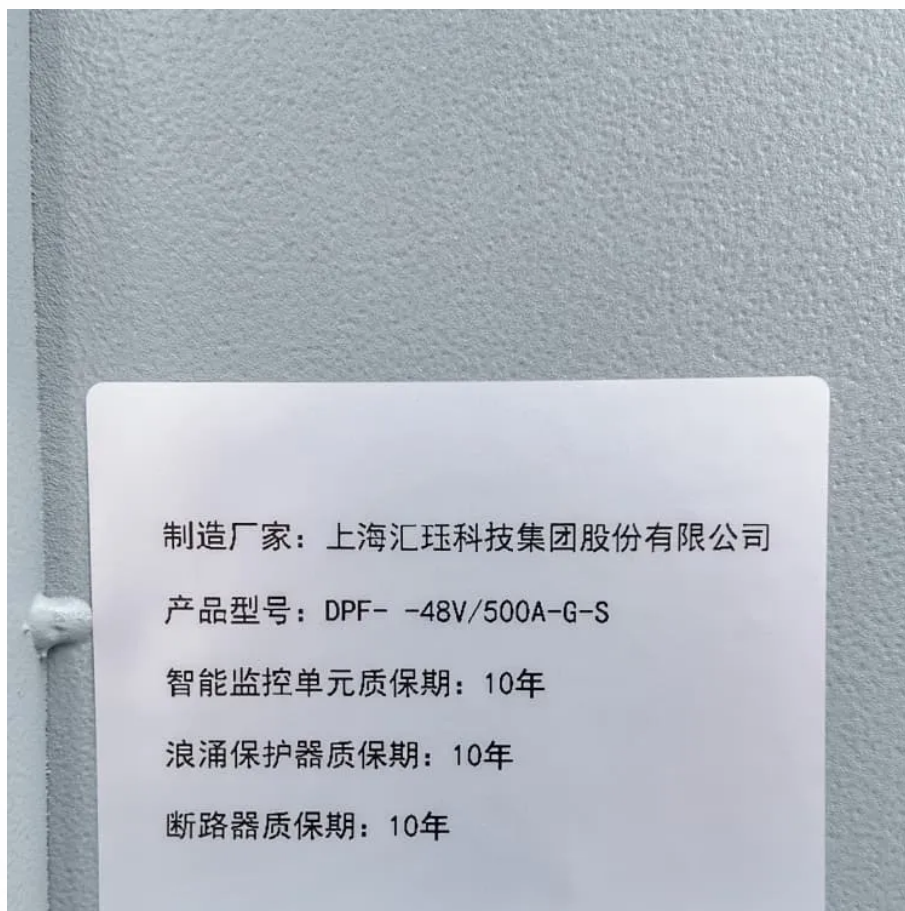 制造厂家：上海汇珏科技集团股份有限公司
产品型号：DPF- -48V/500A-G-S
智能监控单元质保期：10年
浪涌保护器质保期：10年
断路器质保期：10年